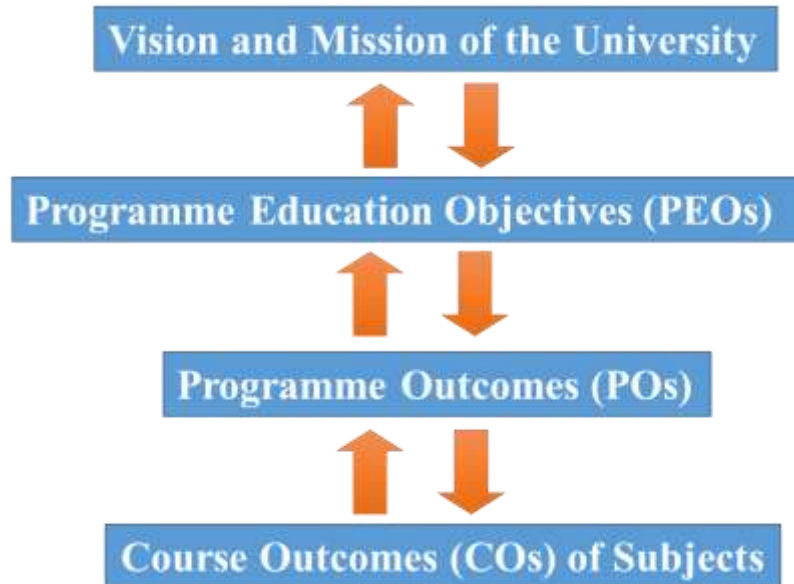 Vision and Mission of the University
Programme Education Objectives (PEOs)
Programme Outcomes (POs)
Course Outcomes (COs) of Subjects